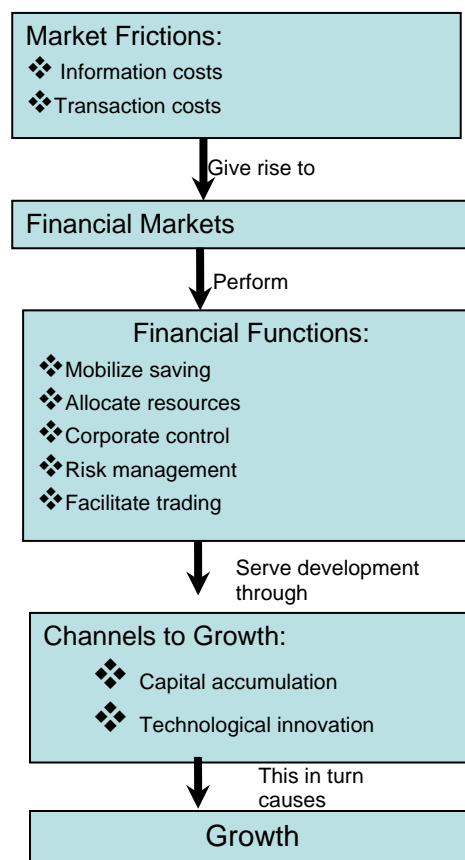 Market Frictions:
❖ Information costs
❖ Transaction costs
Give rise to
Financial Markets
Perform
Financial Functions:
❖ Mobilize saving
❖ Allocate resources
❖ Corporate control
❖ Risk management
❖ Facilitate trading
Serve development
through
Channels to Growth:
❖ Capital accumulation
❖ Technological innovation
This in turn
causes
Growth